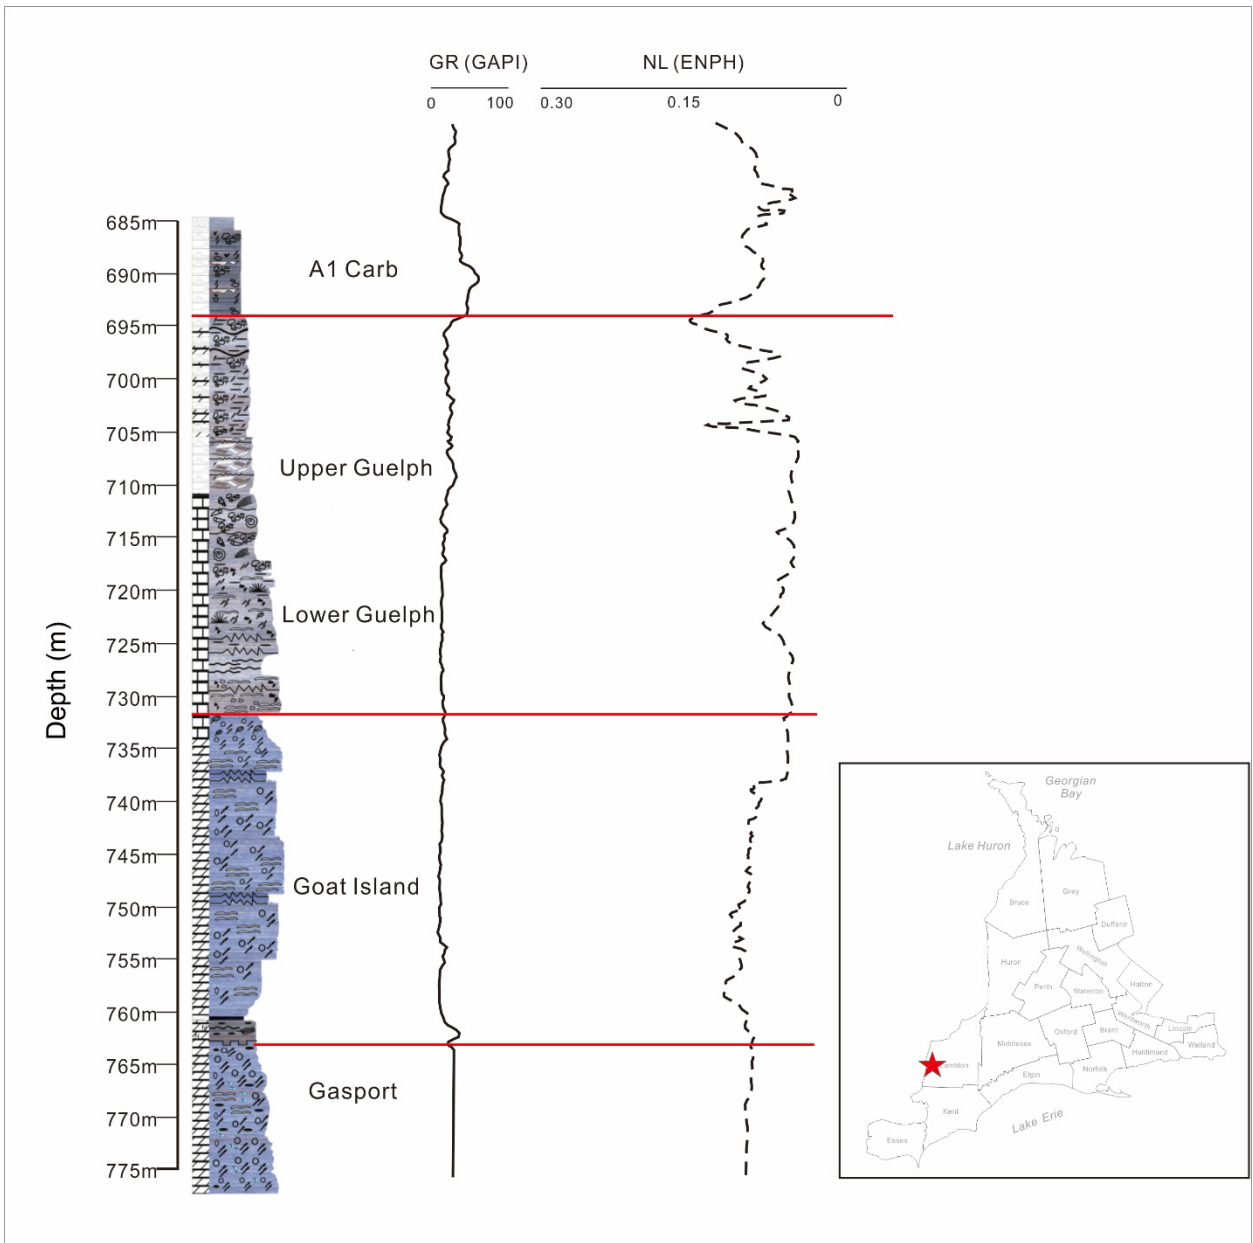 GR (GAPI)
NL (ENPH)
0
100
0.30
0.15
0
Depth (m)
685m
690m
695m
700m
705m
710m
715m
720m
725m
730m
735m
740m
745m
750m
755m
760m
765m
770m
775m
A1 Carb
Upper Guelph
Lower Guelph
Goat Island
Gasport
Georgian
Bay
Lake Huron
Grey
Bruce
Dufferin
Huron
Wellington
Halton
Perth
Waterloo
Wentworth
Lincoln
Oxford
Brant
Middlesex
Welland
Haldimand
Lambton
Norfolk
Elgin
Kent
Lake Erie
Essex